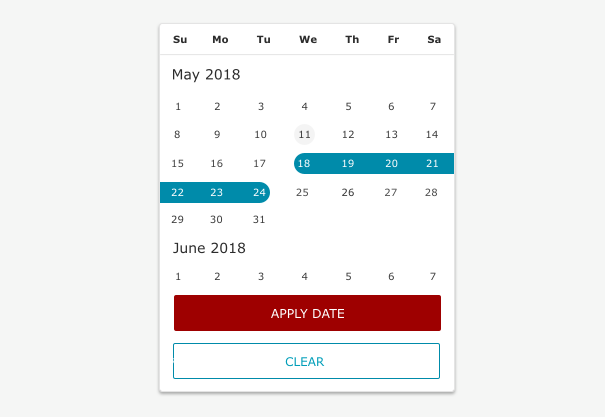 Su Mo Tu We Th Fr Sa
May 2018
1 2 3 4 5 6 7
8 9 10 11 12 13 14
15 16 17 18 19 20 21
22 23 24 25 26 27 28
29 30 31
June 2018
1 2 3 4 5 6 7
APPLY DATE
CLEAR